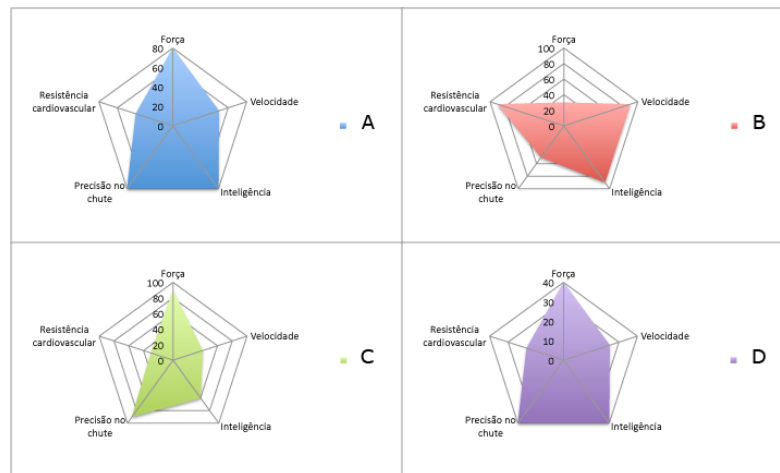 Força
80
60
40
20
0
Velocidade
Inteligência
Precisão no
chute
Resistência
cardiovascular
A
Força
100
80
60
40
20
0
Velocidade
Inteligência
Precisão no
chute
Resistência
cardiovascular
B
Força
100
80
60
40
20
0
Velocidade
Inteligência
Precisão no
chute
Resistência
cardiovascular
C
Força
40
30
20
10
0
Velocidade
Inteligência
Precisão no
chute
Resistência
cardiovascular
D